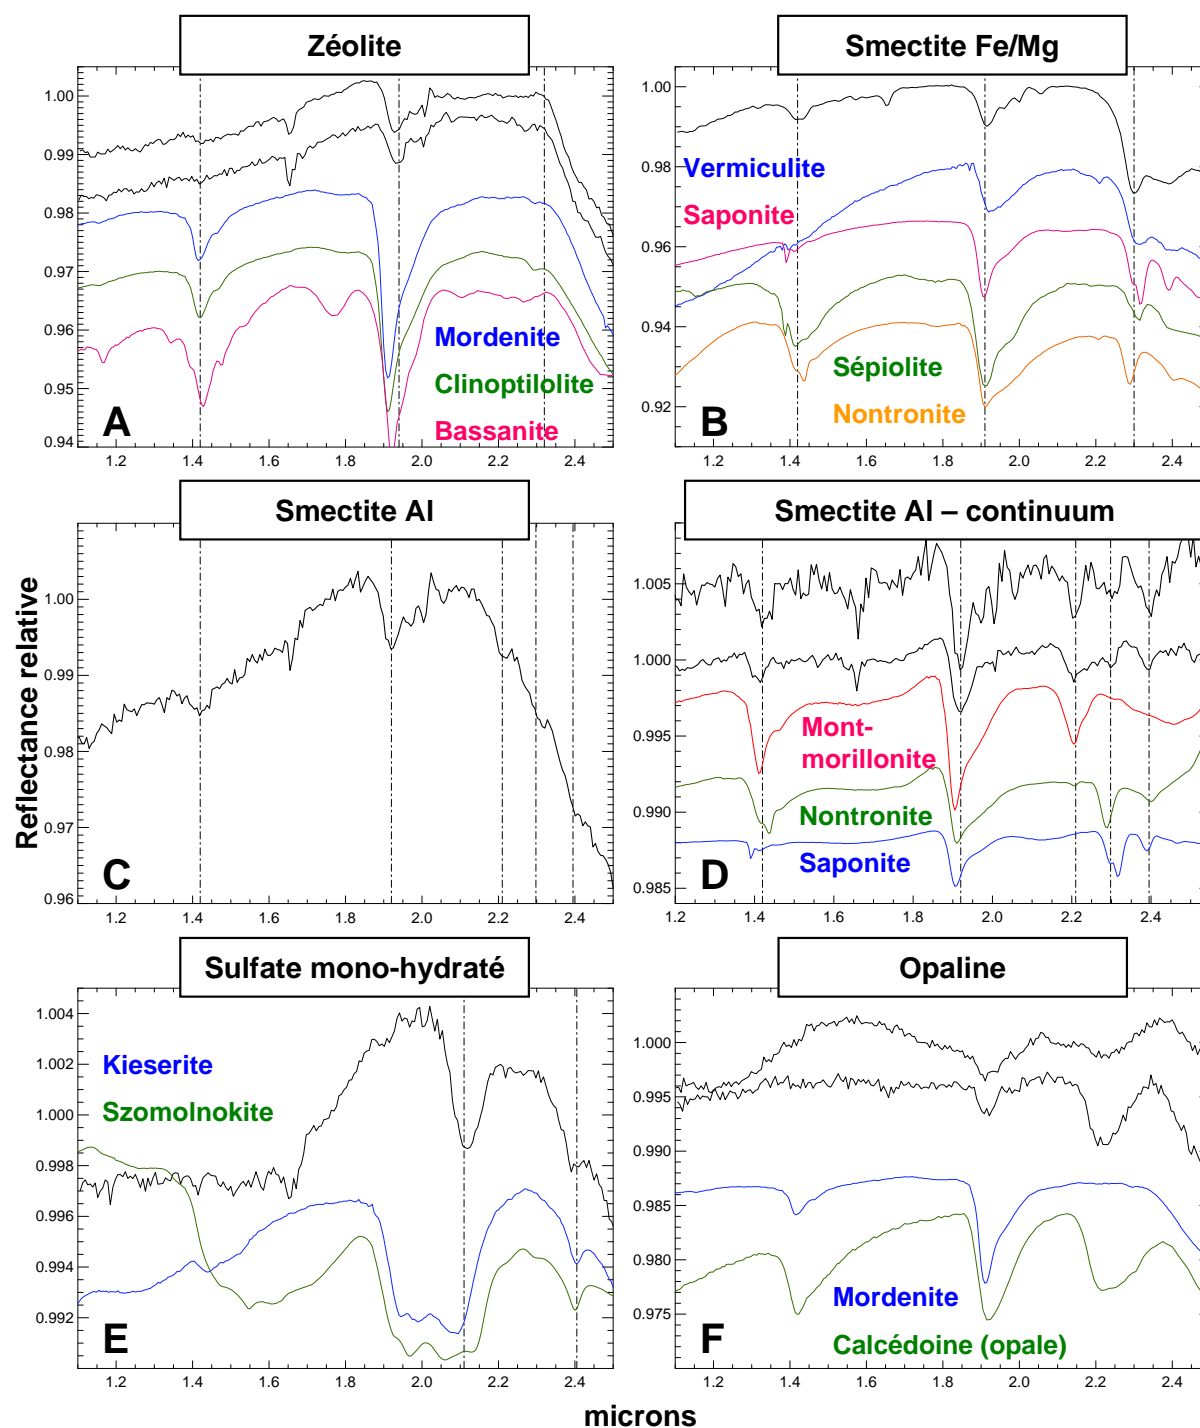 Zéolite
1.00
0.99
0.98
0.97
0.96
0.95
0.94
Mordenite
Clinoptilolite
Bassanite
A
1.2 1.4 1.6 1.8 2.0 2.2 2.4
Smectite Fe/Mg
1.00
0.98
0.96
0.94
0.92
Vermiculite
Saponite
Sépiolite
Nontronite
B
1.2 1.4 1.6 1.8 2.0 2.2 2.4
Smectite Al
1.00
0.99
0.98
0.97
0.96
C
1.2 1.4 1.6 1.8 2.0 2.2 2.4
Reflectance relative
Smectite Al – continuum
1.005
1.000
0.995
0.990
0.985
Mont-
morillonite
Nontronite
Saponite
D
1.2 1.4 1.6 1.8 2.0 2.2 2.4
Sulfate mono-hydraté
1.004
1.002
1.000
0.998
0.996
0.994
0.992
Kieserite
Szomolnokite
E
1.2 1.4 1.6 1.8 2.0 2.2 2.4
Opaline
1.000
0.995
0.990
0.985
0.980
0.975
Mordenite
Calcédoine (opale)
F
1.2 1.4 1.6 1.8 2.0 2.2 2.4
microns